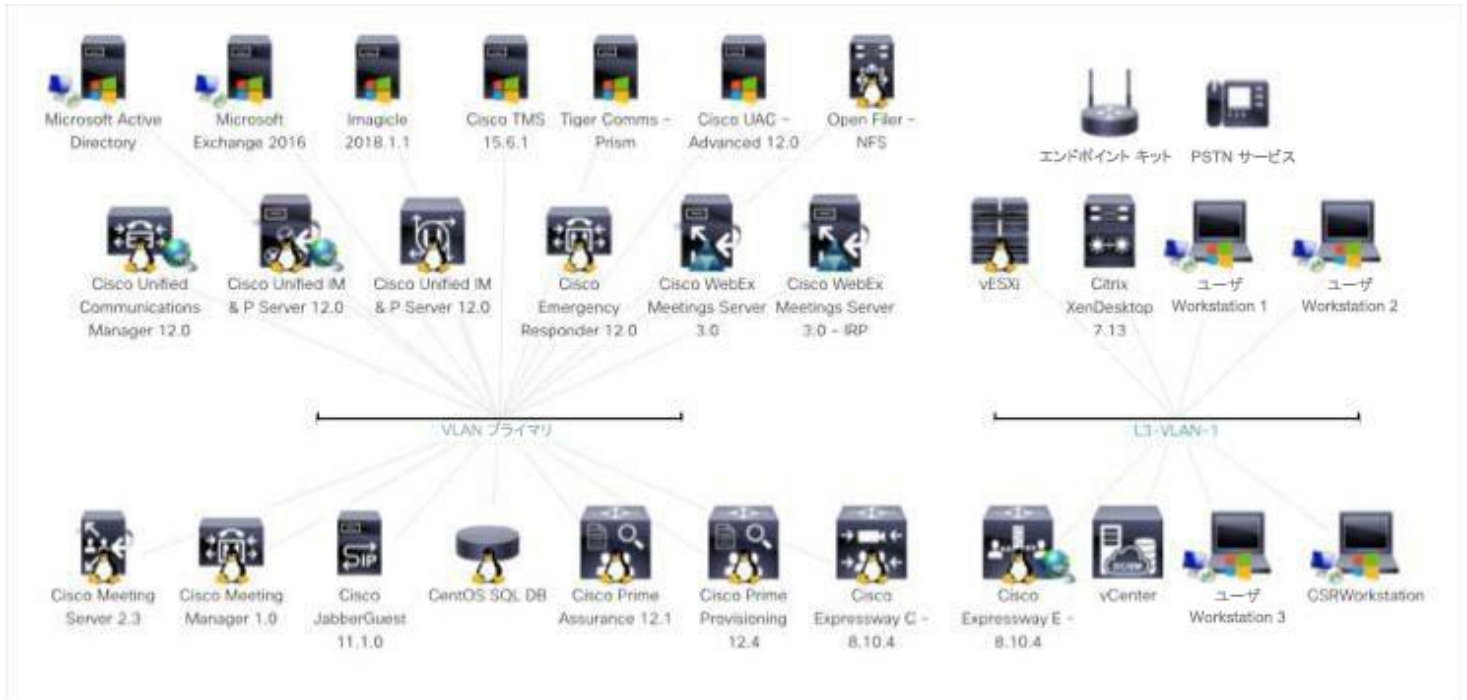 Microsoft Active
Directory
Microsoft
Exchange 2016
Imagicle
2018.1.1
Cisco TMS
15.6.1
Tiger Comms –
Prism
Cisco UAC –
Advanced 12.0
Open Filer –
NFS
エンドポイント キット
PSTN サービス
Cisco Unified
Communications
Manager 12.0
Cisco Unified IM
& P Server 12.0
Cisco Unified IM
& P Server 12.0
Cisco
Emergency
Responder 12.0
Cisco WebEx
Meetings Server
3.0
Cisco WebEx
Meetings Server
3.0 – IRP
vESXi
Citrix
XenDesktop
7.13
ユーザ
Workstation 1
ユーザ
Workstation 2
VLAN プライマリ
L3-VLAN-1
SIP
Cisco Meeting
Server 2.3
Cisco Meeting
Manager 1.0
Cisco
JabberGuest
11.1.0
CentOS SQL DB
Cisco Prime
Assurance 12.1
Cisco Prime
Provisioning
12.4
Cisco
Expressway C –
8.10.4
Cisco
Expressway E –
8.10.4
vCenter
ユーザ
Workstation 3
CSRWorkstation